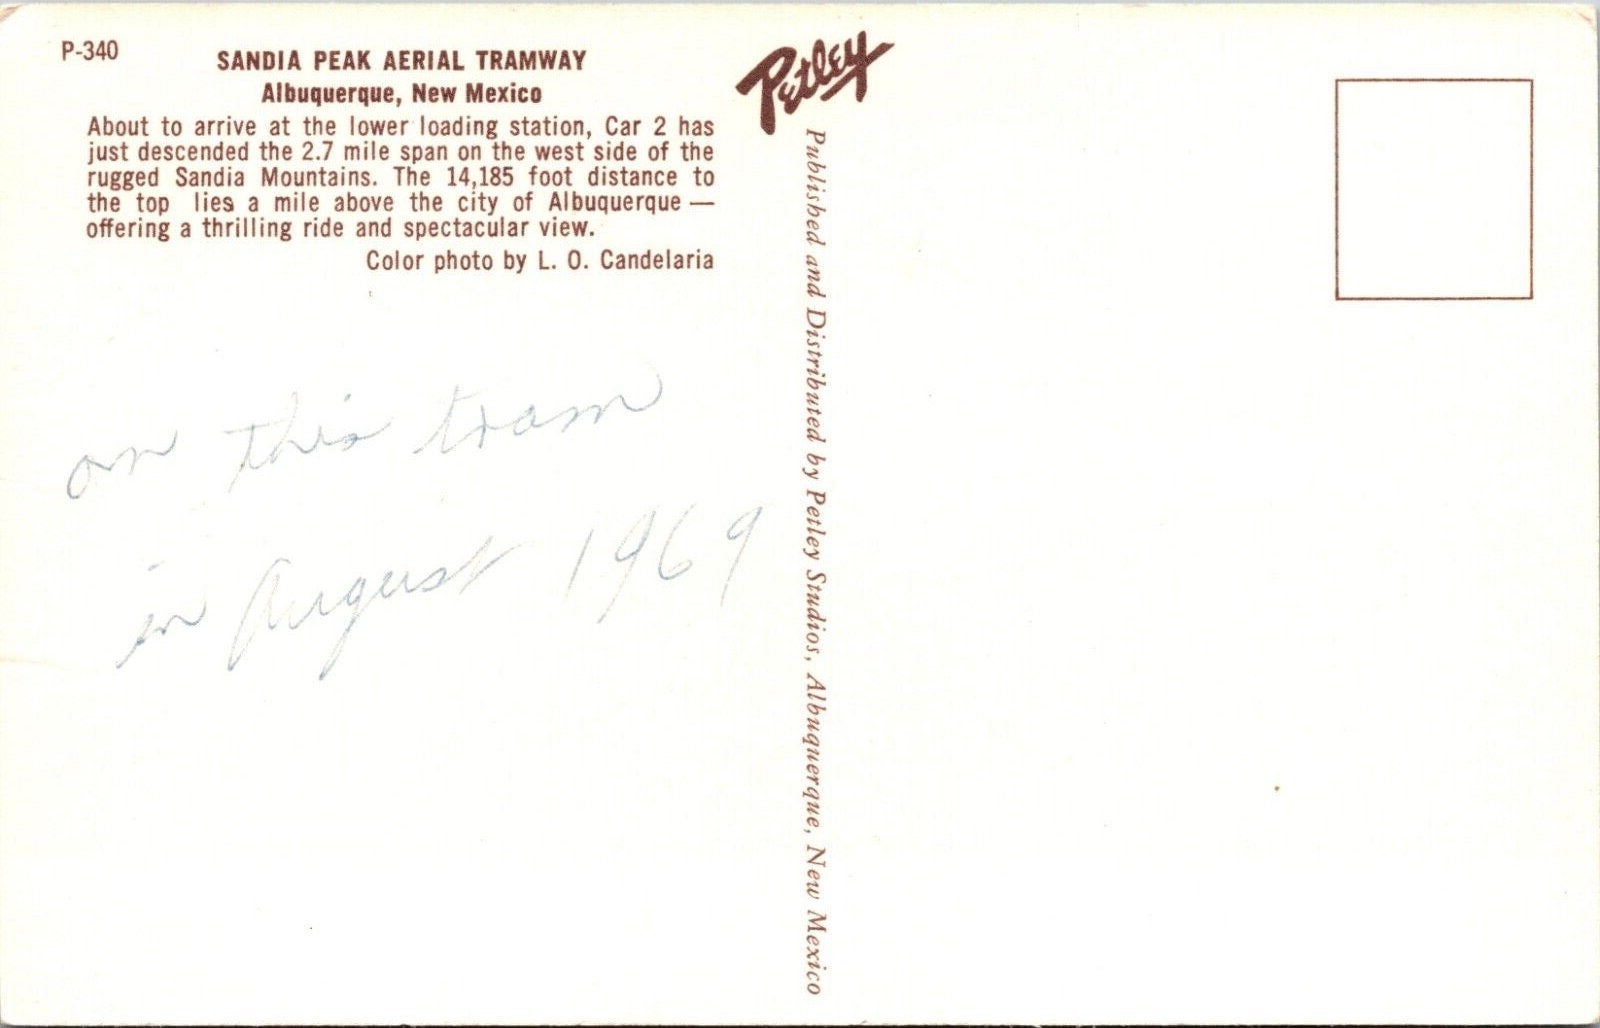 P-340
SANDIA PEAK AERIAL TRAMWAY
Albuquerque, New Mexico
About to arrive at the lower loading station, Car 2 has
just descended the 2.7 mile span on the west side of the
rugged Sandia Mountains. The 14,185 foot distance to
the top lies a mile above the city of Albuquerque —
offering a thrilling ride and spectacular view.
Color photo by L. O. Candelaria
on this tram
in August 1969
Petley
Published and Distributed by Petley Studios, Albuquerque, New Mexico